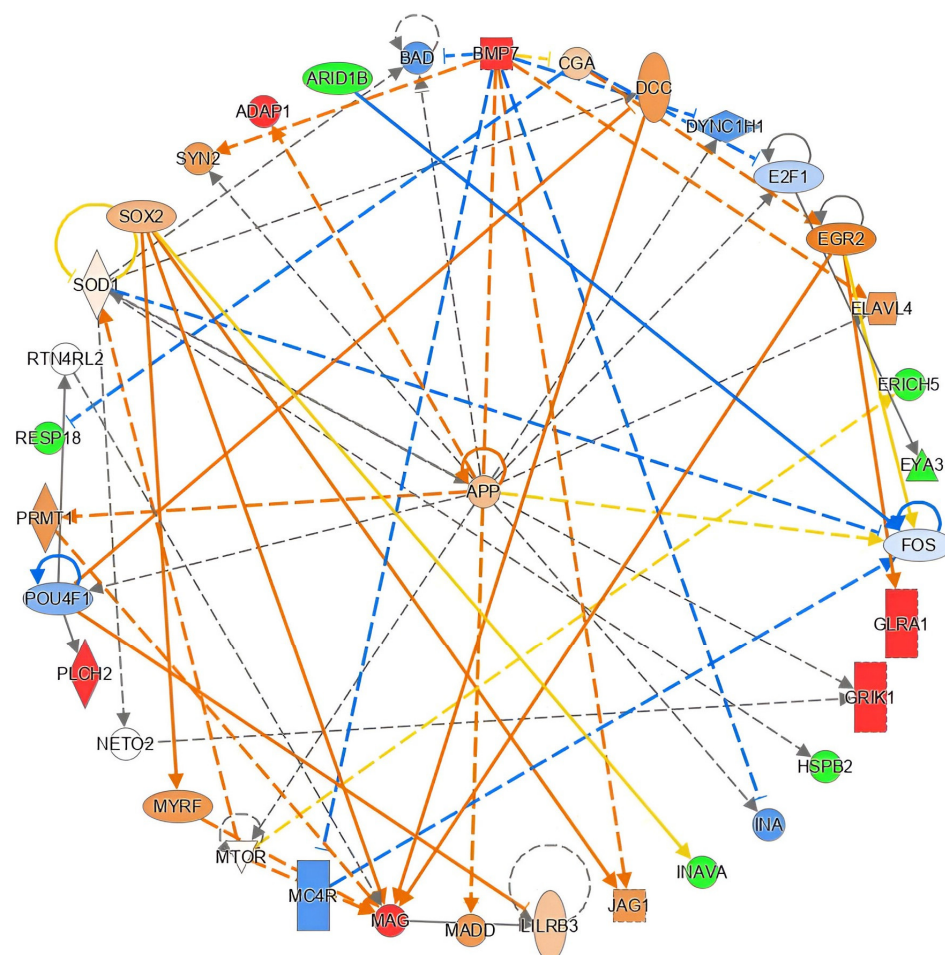 BAD
BMP7
CGA
ARID1B
DCC
ADAP1
DYNC1H1
SYN2
E2F1
SOX2
EGR2
SOD1
ELAVL4
RTN4RL2
ERICH5
RESP18
EYA3
APP
PRMT1
FOS
POU4F1
GLRA1
PLCH2
GRIK1
NETO2
HSPB2
MYRF
INA
MTOR
INAVA
MC4R
JAG1
MAG
MADD
LILRB3